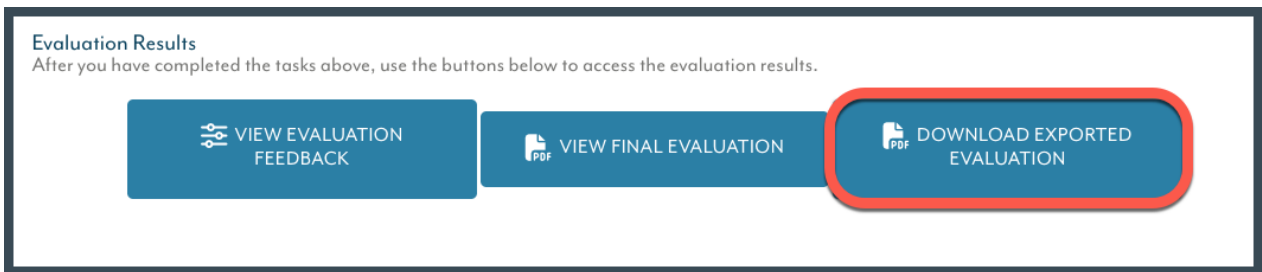 Evaluation Results
After you have completed the tasks above, use the buttons below to access the evaluation results.
VIEW EVALUATION
FEEDBACK
PDF VIEW FINAL EVALUATION
PDF DOWNLOAD EXPORTED
EVALUATION